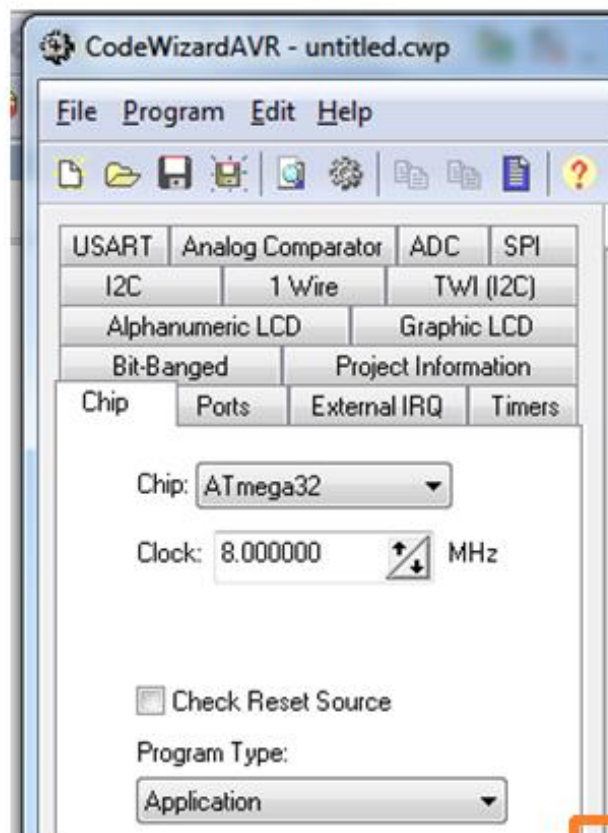 CodeWizardAVR - untitled.cwp
File Program Edit Help
USART Analog Comparator ADC SPI
I2C 1 Wire TWI (I2C)
Alphanumeric LCD Graphic LCD
Bit-Banged Project Information
Chip Ports External IRQ Timers
Chip: ATmega32
Clock: 8.000000 MHz
Check Reset Source
Program Type:
Application